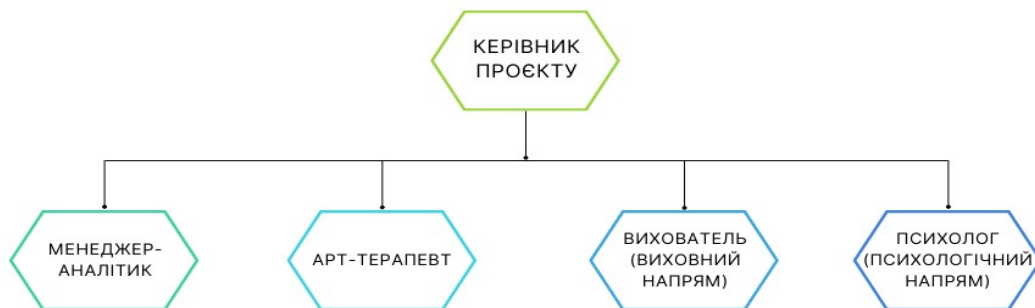 КЕРІВНИК
ПРОЄКТУ
МЕНЕДЖЕР-
АНАЛІТИК
АРТ-ТЕРАПЕВТ
ВИХОВАТЕЛЬ
(ВИХОВНИЙ
НАПРЯМ)
ПСИХОЛОГ
(ПСИХОЛОГІЧНИЙ
НАПРЯМ)